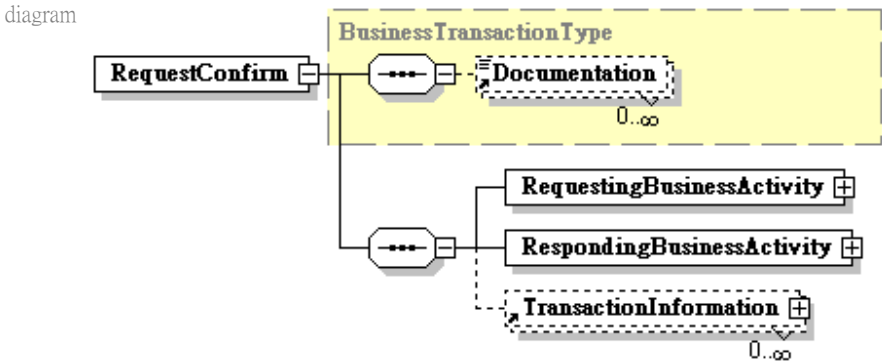 diagram
BusinessTransactionType
RequestConfirm
Documentation
0..∞
RequestingBusinessActivity
RespondingBusinessActivity
TransactionInformation
0..∞